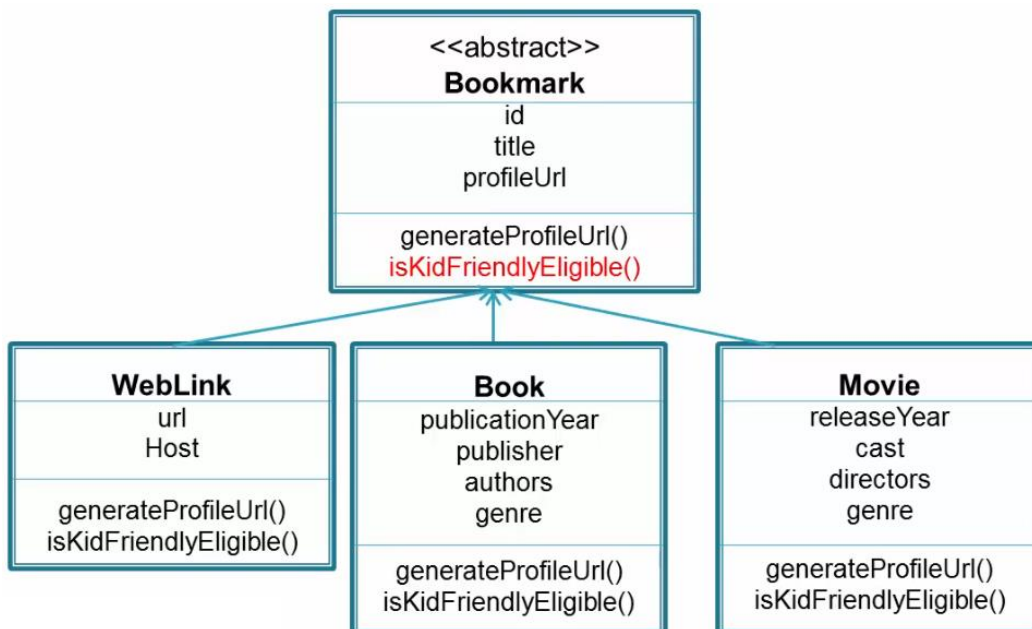 <<abstract>>
Bookmark
id
title
profileUrl
generateProfileUrl()
isKidFriendlyEligible()
WebLink
url
Host
generateProfileUrl()
isKidFriendlyEligible()
Book
publicationYear
publisher
authors
genre
generateProfileUrl()
isKidFriendlyEligible()
Movie
releaseYear
cast
directors
genre
generateProfileUrl()
isKidFriendlyEligible()